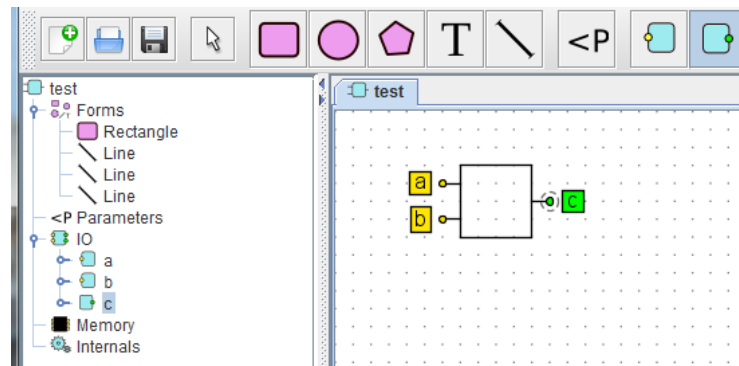 T <P
test
Forms
Rectangle
Line
Line
Line
<P Parameters
IO
a
b
c
Memory
Internals
test
a
b
c